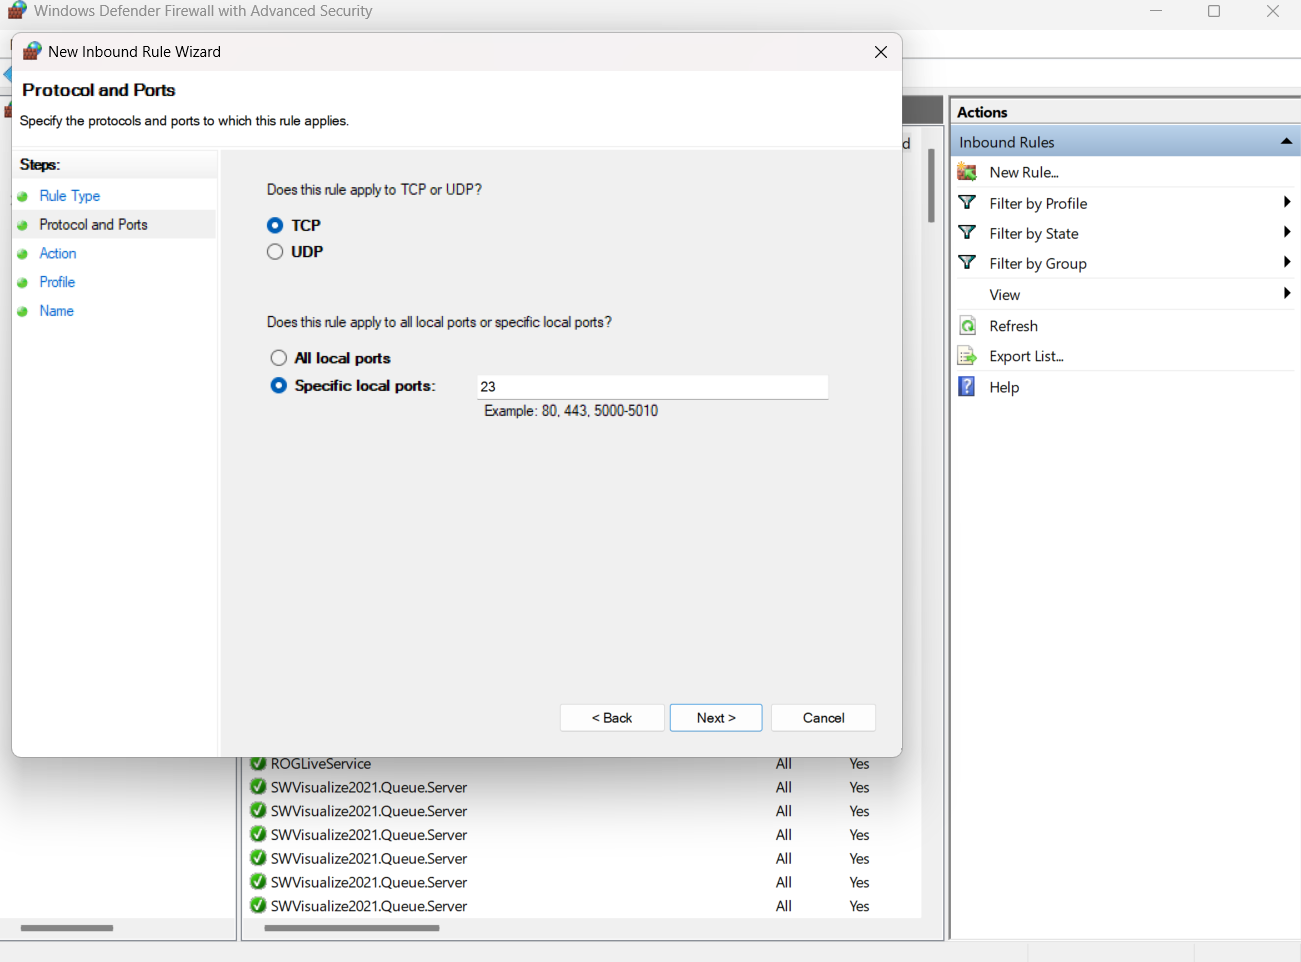 Windows Defender Firewall with Advanced Security
New Inbound Rule Wizard
Protocol and Ports
Specify the protocols and ports to which this rule applies.
Steps:
Rule Type
Protocol and Ports
Action
Profile
Name
Does this rule apply to TCP or UDP?
TCP
UDP
Does this rule apply to all local ports or specific local ports?
All local ports
Specific local ports: 23
Example: 80, 443, 5000-5010
< Back Next > Cancel
ROGLiveService All Yes
SWVisualize2021.Queue.Server All Yes
SWVisualize2021.Queue.Server All Yes
SWVisualize2021.Queue.Server All Yes
SWVisualize2021.Queue.Server All Yes
SWVisualize2021.Queue.Server All Yes
SWVisualize2021.Queue.Server All Yes
Actions
Inbound Rules
New Rule...
Filter by Profile
Filter by State
Filter by Group
View
Refresh
Export List...
Help